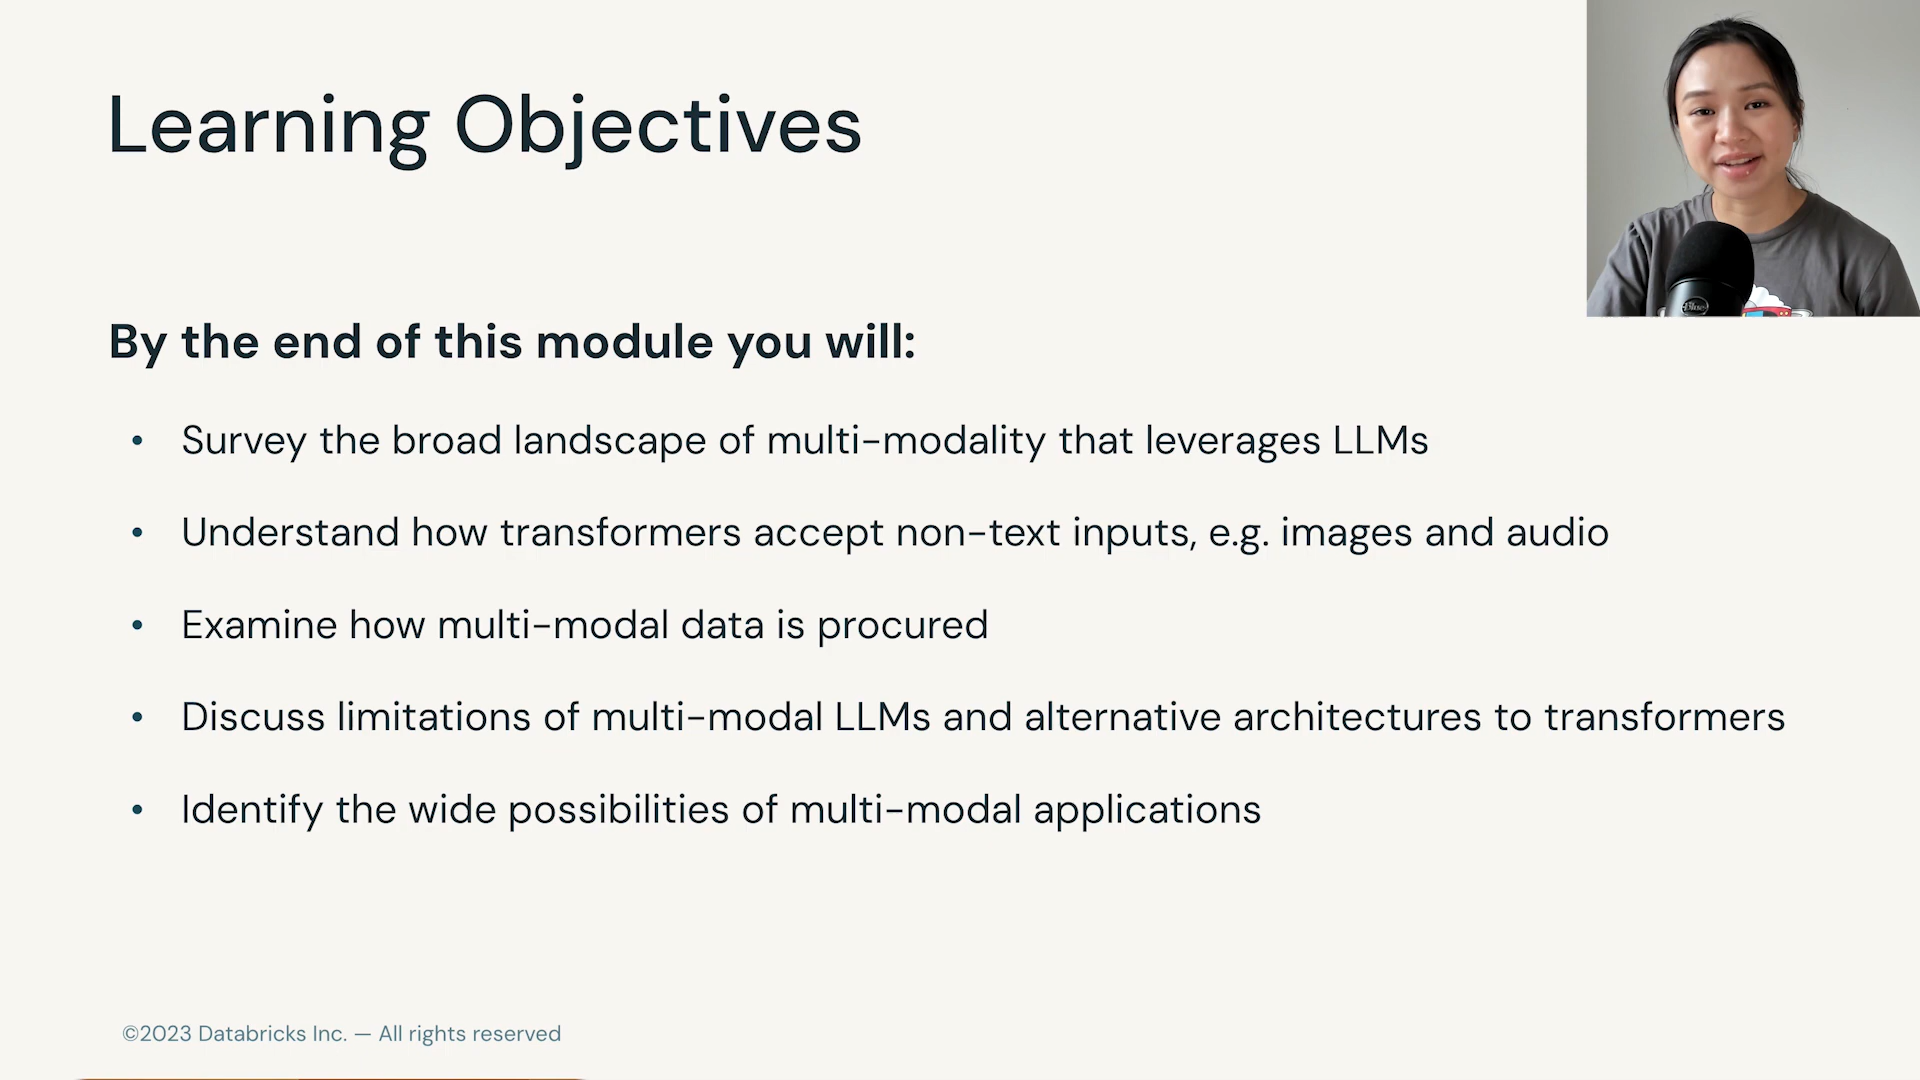 Learning Objectives
By the end of this module you will:
• Survey the broad landscape of multi-modality that leverages LLMs
• Understand how transformers accept non-text inputs, e.g. images and audio
• Examine how multi-modal data is procured
• Discuss limitations of multi-modal LLMs and alternative architectures to transformers
• Identify the wide possibilities of multi-modal applications
©2023 Databricks Inc. — All rights reserved